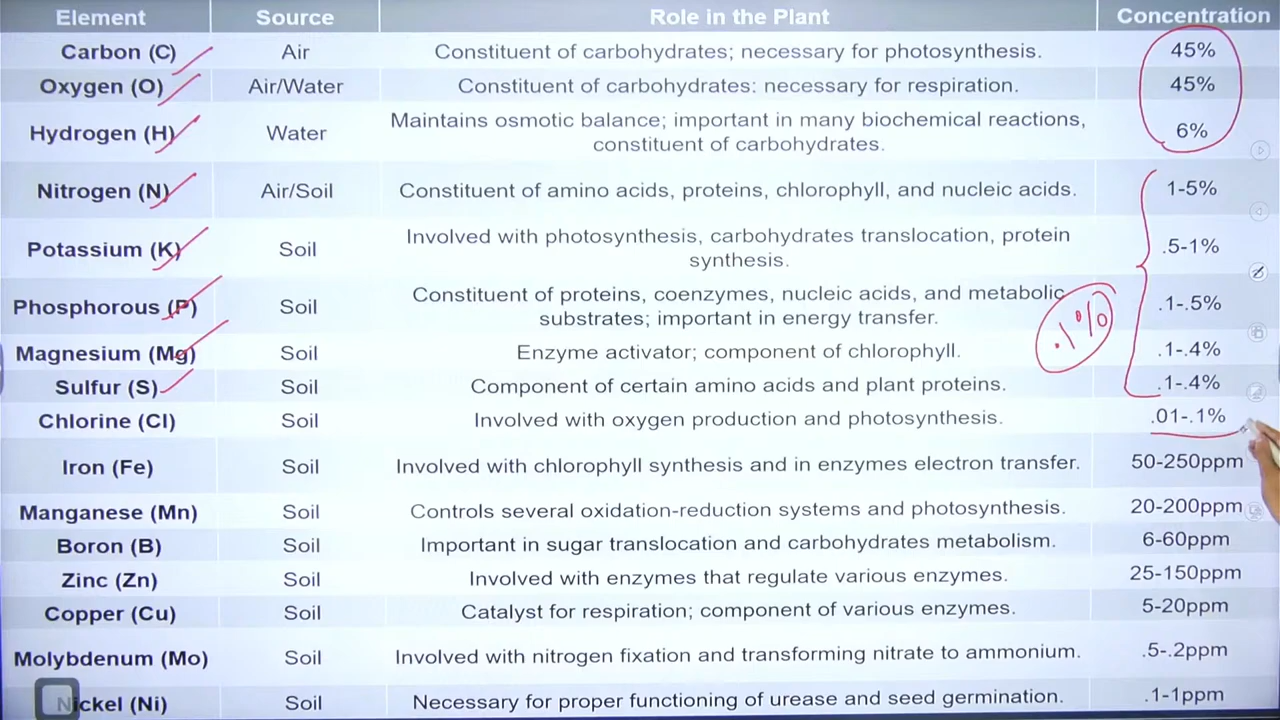 Element Source Role in the Plant Concentration
Carbon (C) Air Constituent of carbohydrates; necessary for photosynthesis. 45%
Oxygen (O) Air/Water Constituent of carbohydrates: necessary for respiration. 45%
Hydrogen (H) Water Maintains osmotic balance; important in many biochemical reactions, 6%
constituent of carbohydrates.
Nitrogen (N) Air/Soil Constituent of amino acids, proteins, chlorophyll, and nucleic acids. 1-5%
Potassium (K) Soil Involved with photosynthesis, carbohydrates translocation, protein .5-1%
synthesis.
Phosphorous (P) Soil Constituent of proteins, coenzymes, nucleic acids, and metabolic .1-.5%
substrates; important in energy transfer.
.1%
Magnesium (Mg) Soil Enzyme activator; component of chlorophyll. .1-.4%
Sulfur (S) Soil Component of certain amino acids and plant proteins. .1-.4%
Chlorine (Cl) Soil Involved with oxygen production and photosynthesis. .01-.1%
Iron (Fe) Soil Involved with chlorophyll synthesis and in enzymes electron transfer. 50-250ppm
Manganese (Mn) Soil Controls several oxidation-reduction systems and photosynthesis. 20-200ppm
Boron (B) Soil Important in sugar translocation and carbohydrates metabolism. 6-60ppm
Zinc (Zn) Soil Involved with enzymes that regulate various enzymes. 25-150ppm
Copper (Cu) Soil Catalyst for respiration; component of various enzymes. 5-20ppm
Molybdenum (Mo) Soil Involved with nitrogen fixation and transforming nitrate to ammonium. .5-.2ppm
Nickel (Ni) Soil Necessary for proper functioning of urease and seed germination. .1-1ppm